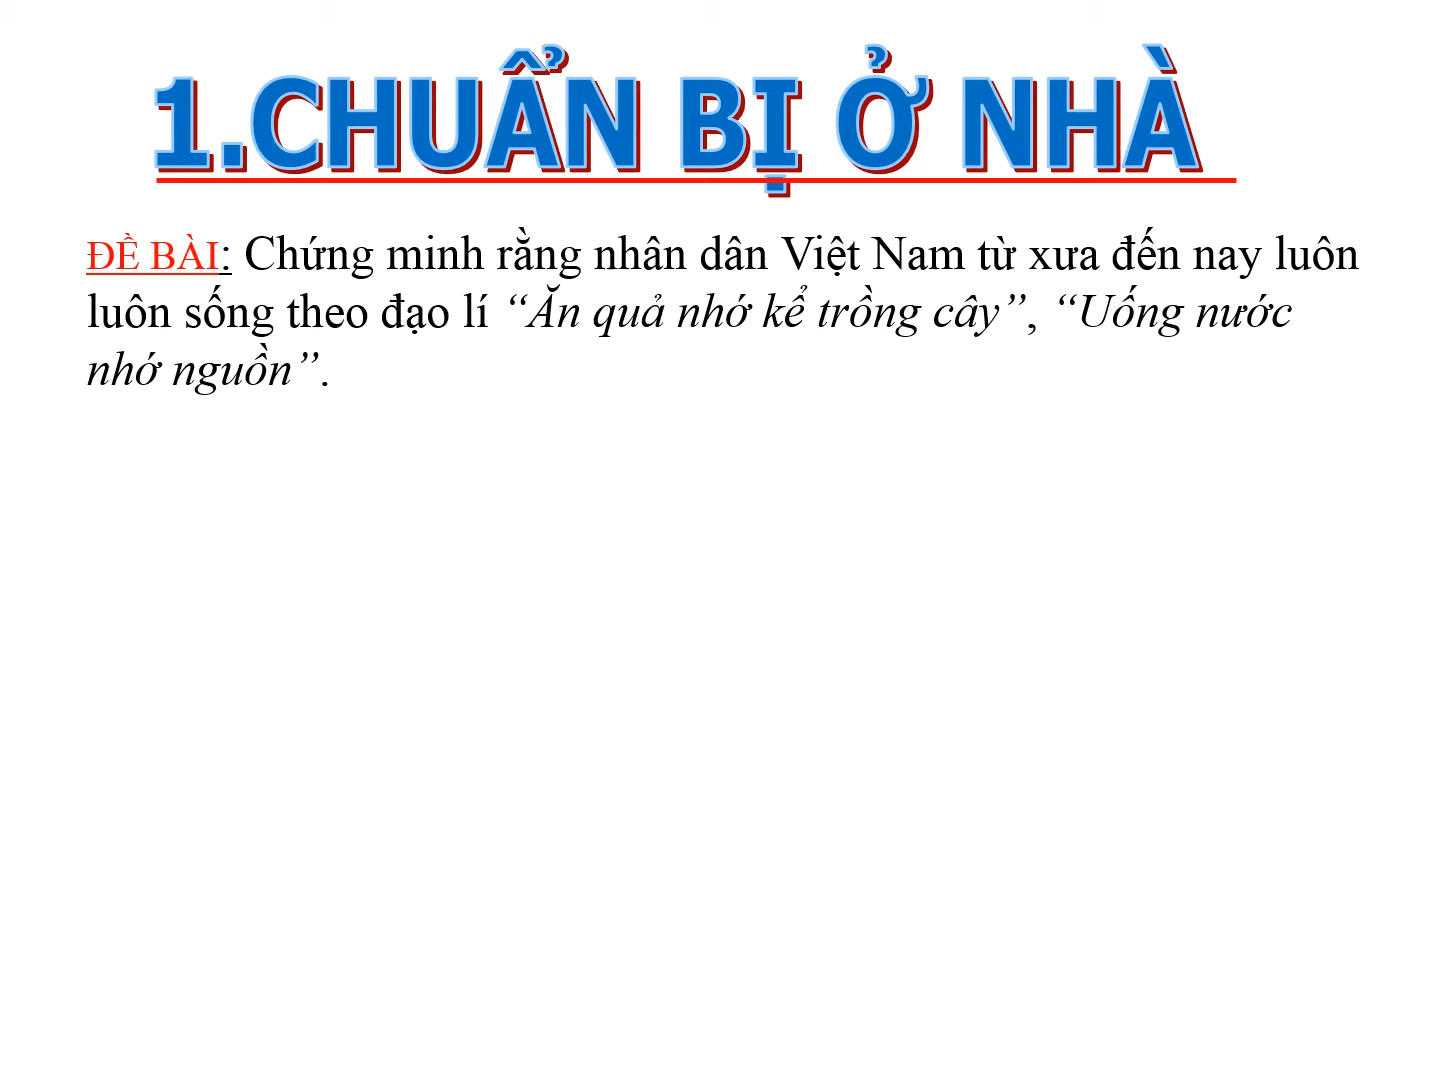 1.CHUẨN BỊ Ở NHÀ
ĐỀ BÀI: Chứng minh rằng nhân dân Việt Nam từ xưa đến nay luôn
luôn sống theo đạo lí “Ăn quả nhớ kể trồng cây”, “Uống nước
nhớ nguồn”.